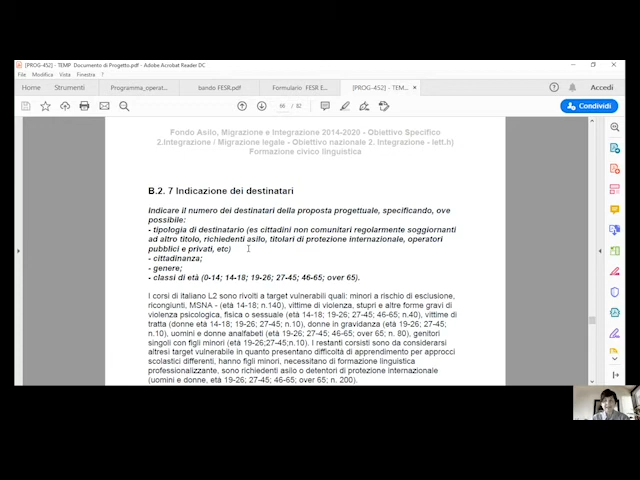 [PROG-452] - TEMP Documento di Progetto.pdf - Adobe Acrobat Reader DC
File Modifica Vista Finestra ?
Home Strumenti Programma_operat... bando FESR.pdf Formulario FESR E... [PROG-452] - TEM... × Accedi
66 / 82 Condividi
Fondo Asilo, Migrazione e Integrazione 2014-2020 - Obiettivo Specifico
2.Integrazione / Migrazione legale - Obiettivo nazionale 2. Integrazione - lett.h)
Formazione civico linguistica
B.2. 7 Indicazione dei destinatari
Indicare il numero dei destinatari della proposta progettuale, specificando, ove
possibile:
- tipologia di destinatario (es cittadini non comunitari regolarmente soggiornanti
ad altro titolo, richiedenti asilo, titolari di protezione internazionale, operatori
pubblici e privati, etc)
- cittadinanza;
- genere;
- classi di età (0-14; 14-18; 19-26; 27-45; 46-65; over 65).
I corsi di italiano L2 sono rivolti a target vulnerabili quali: minori a rischio di esclusione,
ricongiunti, MSNA - (età 14-18; n.140), vittime di violenza, stupri e altre forme gravi di
violenza psicologica, fisica o sessuale (età 14-18; 19-26; 27-45; 46-65; n.40), vittime di
tratta (donne età 14-18; 19-26; 27-45; n.10), donne in gravidanza (età 19-26; 27-45;
n.10), uomini e donne analfabeti (età 19-26; 27-45; 46-65; over 65; n. 80), genitori
singoli con figli minori (età 19-26;27-45;n.10). I restanti corsisti sono da considerarsi
altresì target vulnerabile in quanto presentano difficoltà di apprendimento per approcci
scolastici differenti, hanno figli minori, necessitano di formazione linguistica
professionalizzante, sono richiedenti asilo o detentori di protezione internazionale
(uomini e donne, età 19-26; 27-45; 46-65; over 65; n. 200).